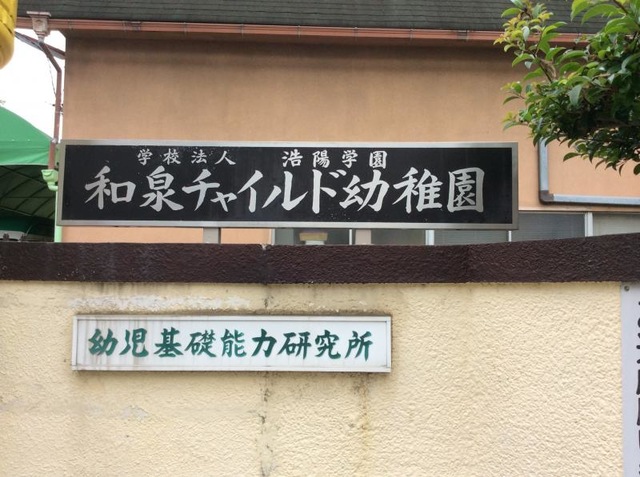 学校法人 浩陽学園
和泉チャイルド幼稚園
幼児基礎能力研究所